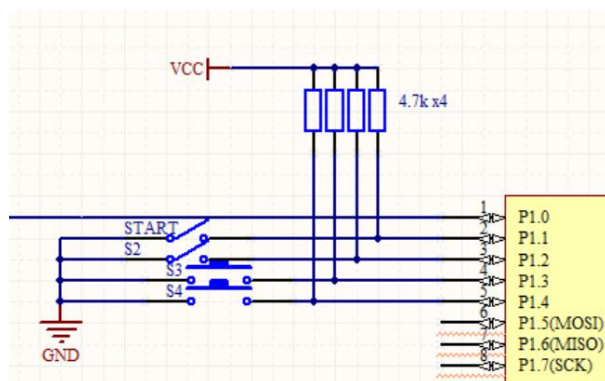 VCC
4.7k x4
START
S2
S3
S4
GND
1
P1.0
2
P1.1
3
P1.2
4
P1.3
5
P1.4
6
P1.5(MOSI)
7
P1.6(MISO)
8
P1.7(SCK)